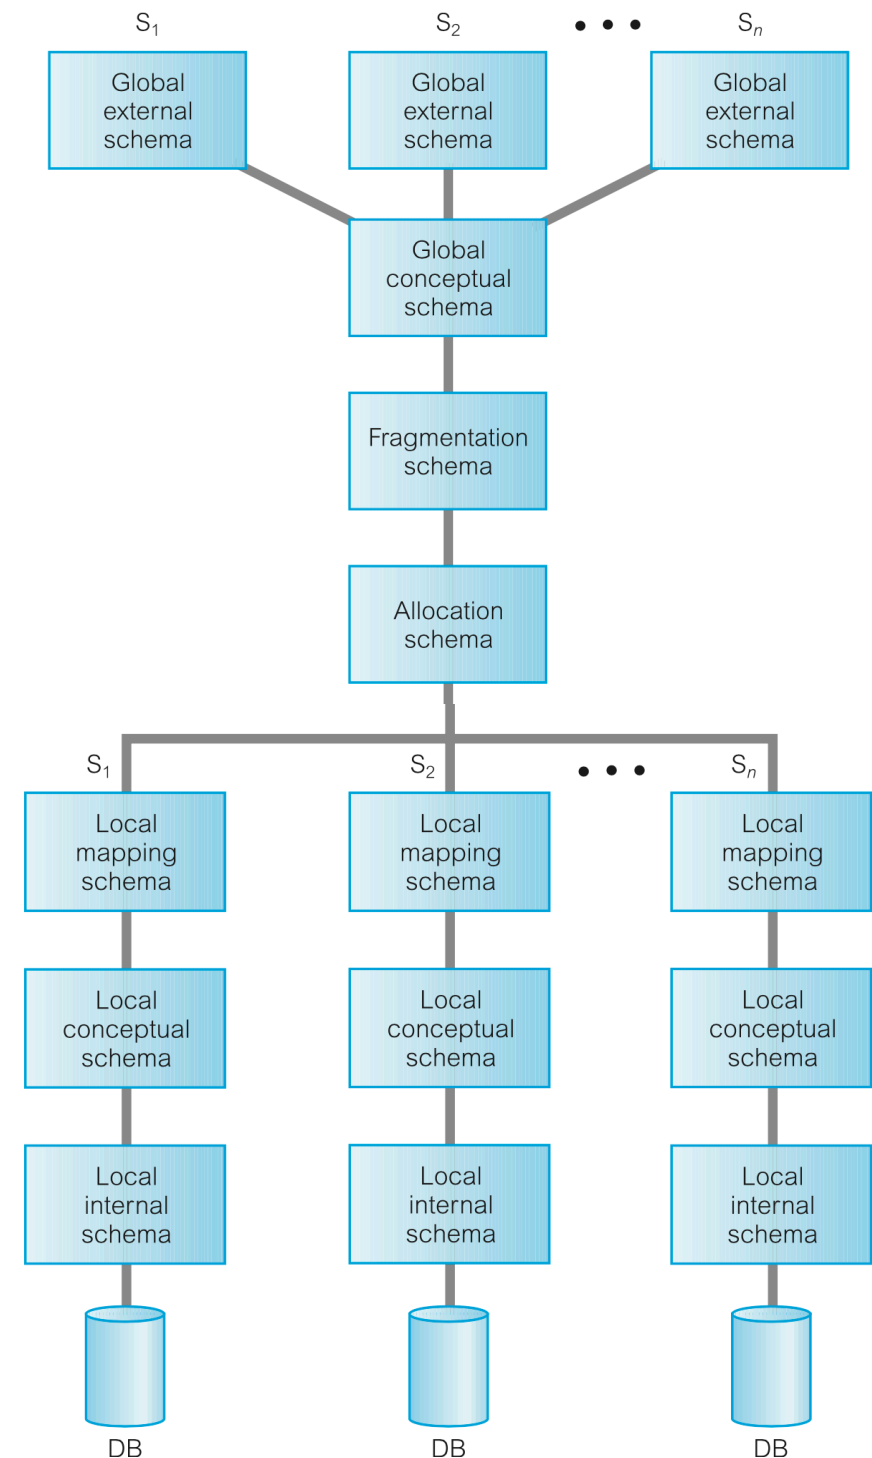 S₁
S₂
Sₙ
Global
external
schema
Global
external
schema
Global
external
schema
Global
conceptual
schema
Fragmentation
schema
Allocation
schema
S₁
S₂
Sₙ
Local
mapping
schema
Local
mapping
schema
Local
mapping
schema
Local
conceptual
schema
Local
conceptual
schema
Local
conceptual
schema
Local
internal
schema
Local
internal
schema
Local
internal
schema
DB
DB
DB